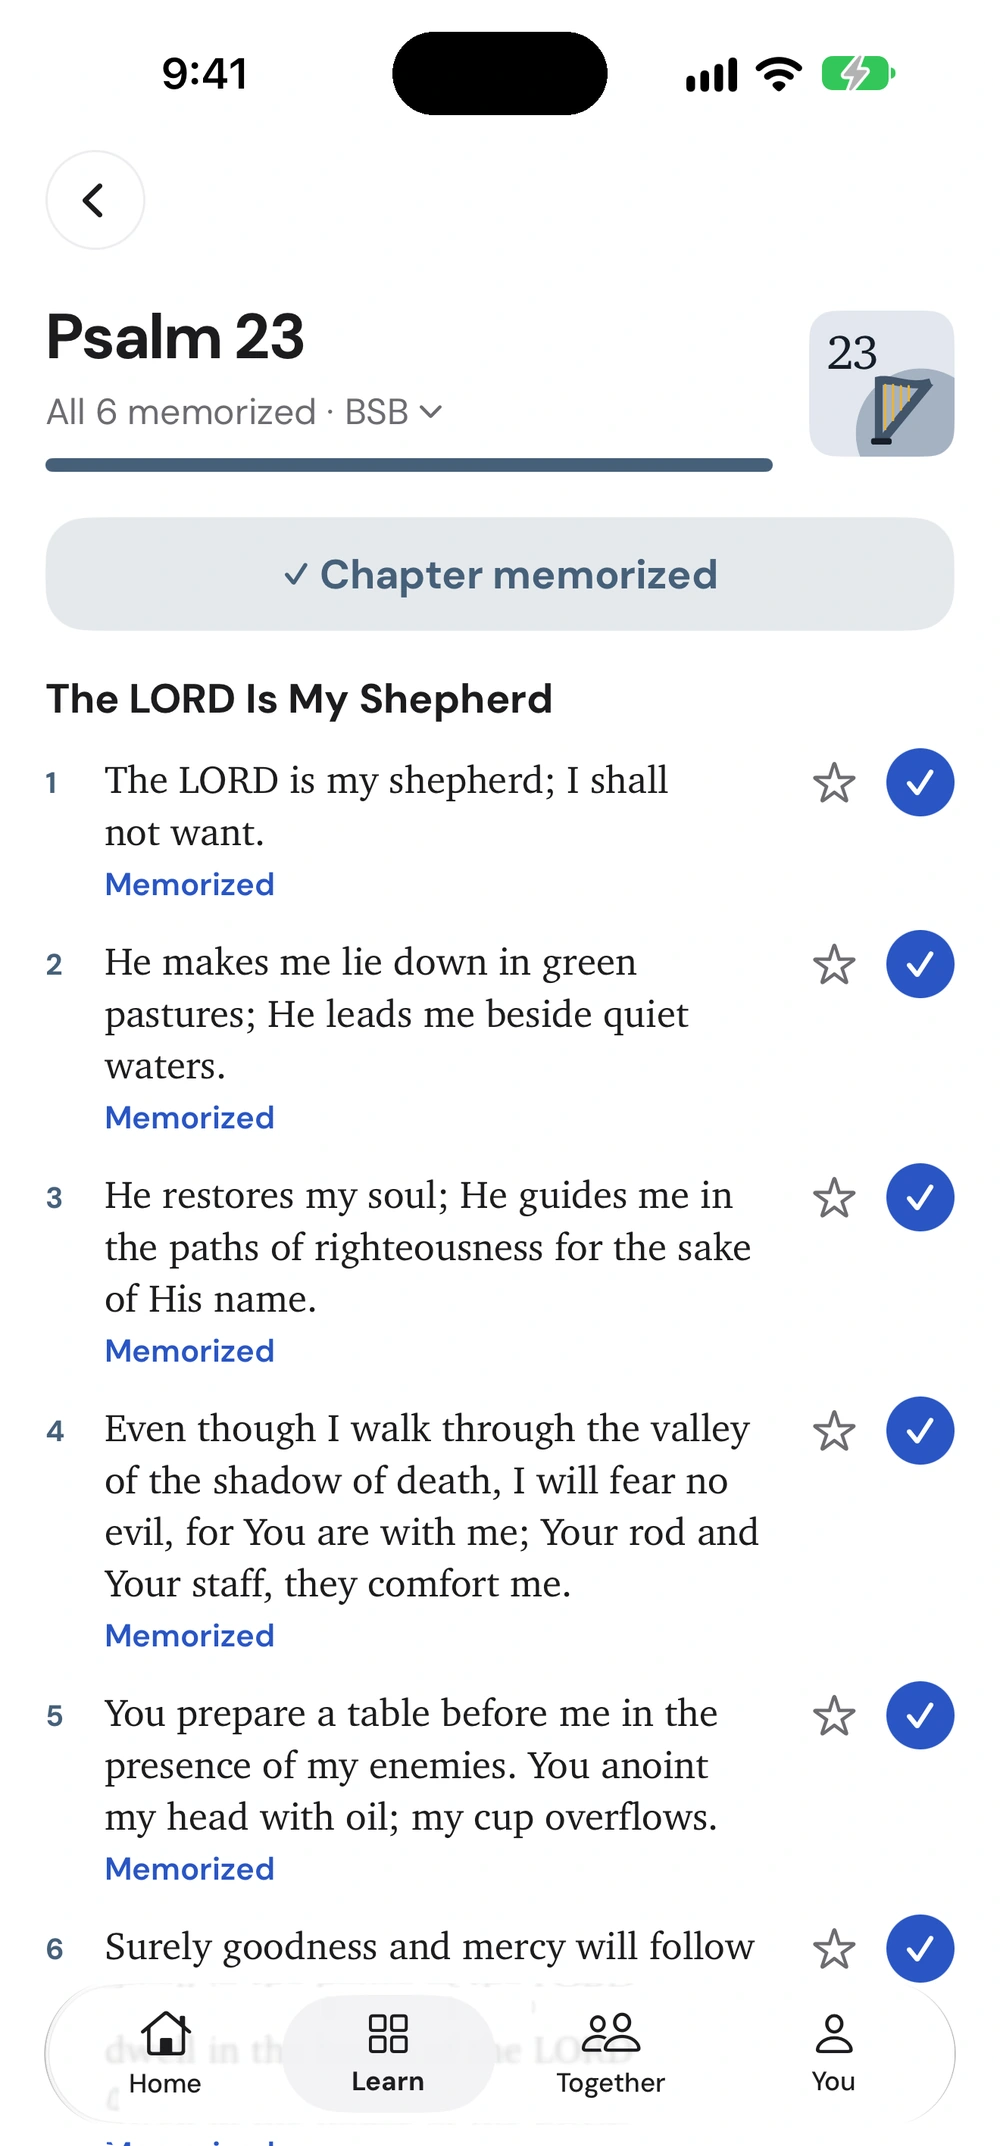 9:41
Psalm 23
All 6 memorized · BSB
23
✓ Chapter memorized
The LORD Is My Shepherd
1 The LORD is my shepherd; I shall
not want.
Memorized
2 He makes me lie down in green
pastures; He leads me beside quiet
waters.
Memorized
3 He restores my soul; He guides me in
the paths of righteousness for the sake
of His name.
Memorized
4 Even though I walk through the valley
of the shadow of death, I will fear no
evil, for You are with me; Your rod and
Your staff, they comfort me.
Memorized
5 You prepare a table before me in the
presence of my enemies. You anoint
my head with oil; my cup overflows.
Memorized
6 Surely goodness and mercy will follow
dwell in the LORD
Home
Learn
Together
You